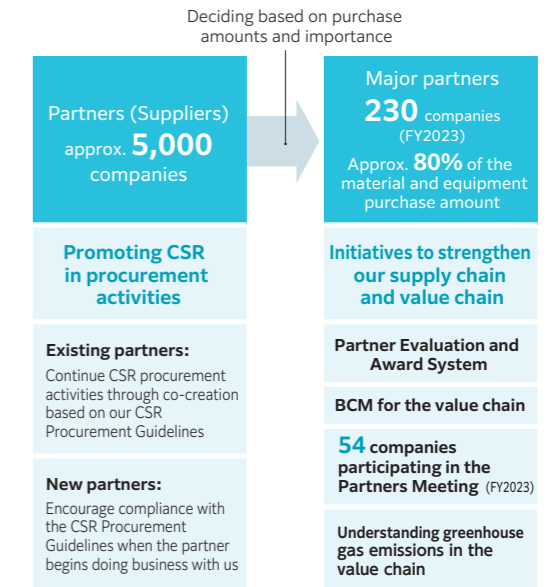 Deciding based on purchase
amounts and importance
Partners (Suppliers)
approx. 5,000
companies
Major partners
230 companies
(FY2023)
Approx. 80% of the
material and equipment
purchase amount
Promoting CSR
in procurement
activities
Initiatives to strengthen
our supply chain
and value chain
Existing partners:
Continue CSR procurement
activities through co-creation
based on our CSR
Procurement Guidelines
New partners:
Encourage compliance with
the CSR Procurement
Guidelines when the partner
begins doing business with us
Partner Evaluation and
Award System
BCM for the value chain
54 companies
participating in the
Partners Meeting (FY2023)
Understanding greenhouse
gas emissions in the
value chain